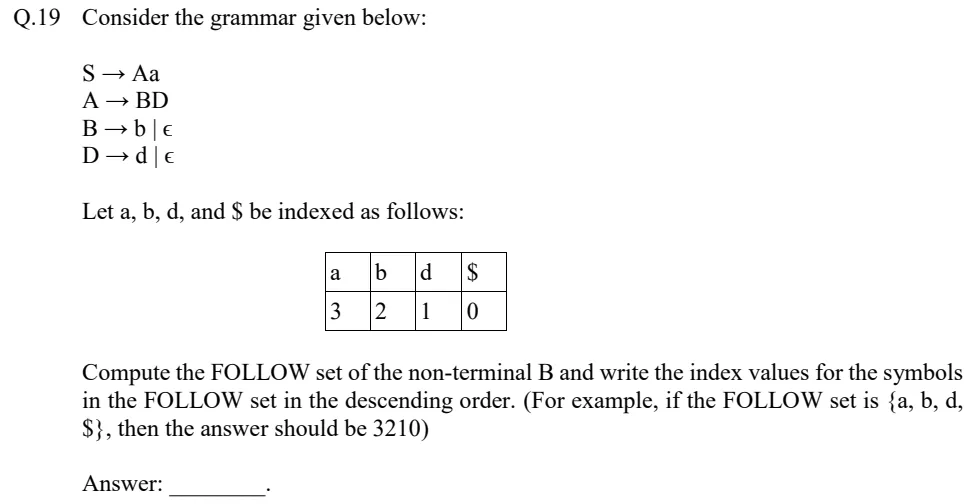 Q.19 Consider the grammar given below:
S → Aa
A → BD
B → b | ϵ
D → d | ϵ
Let a, b, d, and $ be indexed as follows:
a b d $
3 2 1 0
Compute the FOLLOW set of the non-terminal B and write the index values for the symbols
in the FOLLOW set in the descending order. (For example, if the FOLLOW set is {a, b, d,
$}, then the answer should be 3210)
Answer: ________.